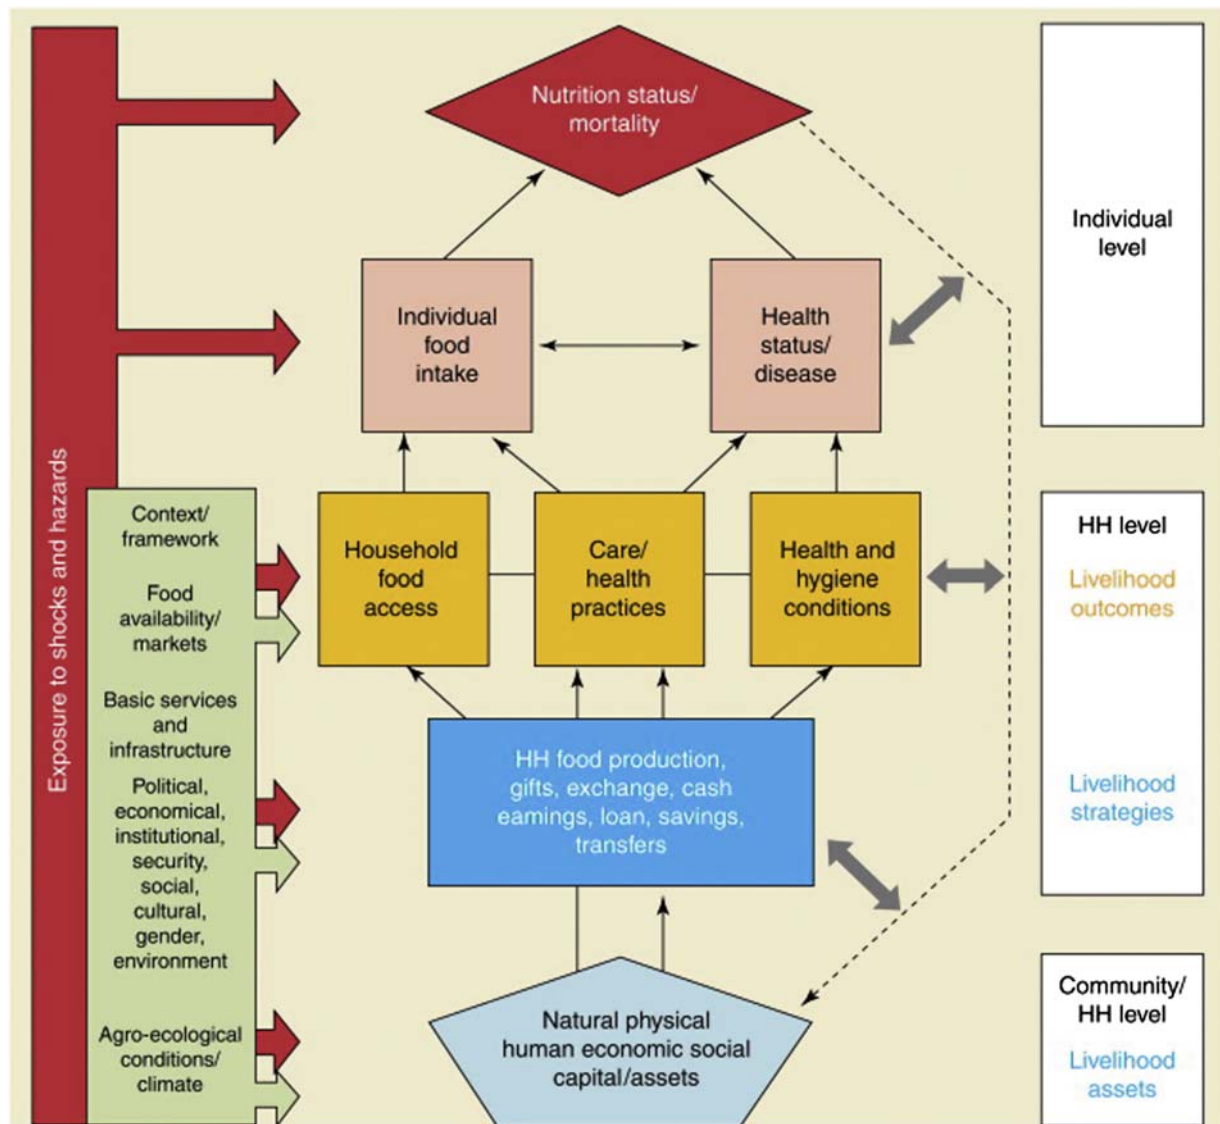 Exposure to shocks and hazards
Nutrition status/
mortality
Individual
level
Individual
food
intake
Health
status/
disease
Context/
framework
Food
availability/
markets
Basic services
and
infrastructure
Political,
economical,
institutional,
security,
social,
cultural,
gender,
environment
Agro-ecological
conditions/
climate
Household
food
access
Care/
health
practices
Health and
hygiene
conditions
HH level
Livelihood
outcomes
HH food production,
gifts, exchange, cash
earnings, loan, savings,
transfers
Livelihood
strategies
Natural physical
human economic social
capital/assets
Community/
HH level
Livelihood
assets